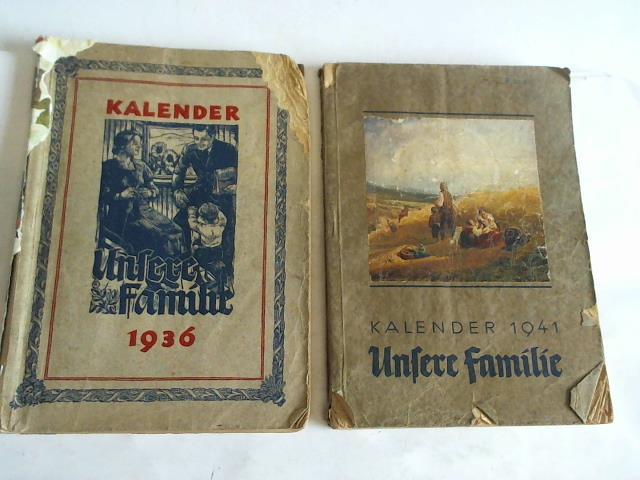 KALENDER
Unsere
Familie
1936
KALENDER 1941
Unsere Familie